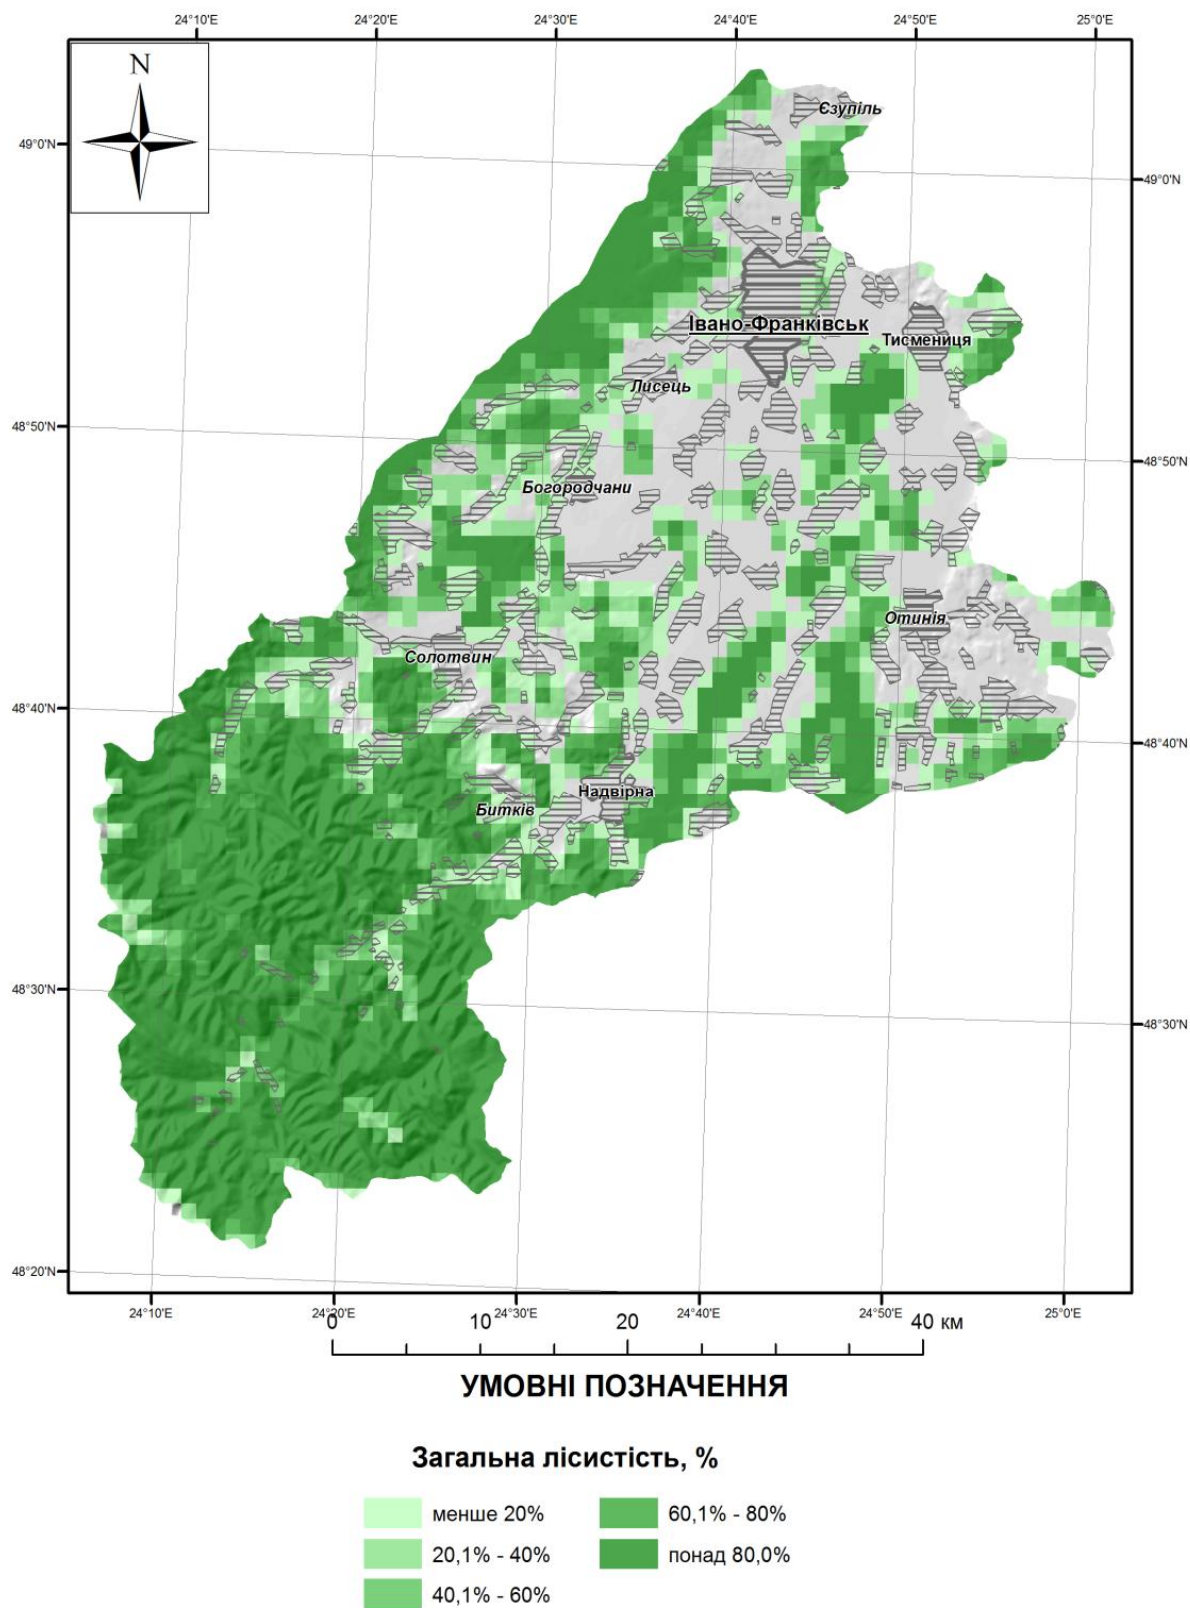 24°10'E 24°20'E 24°30'E 24°40'E 24°50'E 25°0'E
N
Єзупіль
49°0'N 49°0'N
Івано-Франківськ
Тисмениця
Лисець
48°50'N 48°50'N
Богородчани
Отинія
Солотвин
48°40'N 48°40'N
Надвірна
Битків
48°30'N 48°30'N
48°20'N
24°10'E 24°20'E 24°30'E 24°40'E 24°50'E 25°0'E
0 10 20 40 км
УМОВНІ ПОЗНАЧЕННЯ
Загальна лісистість, %
менше 20% 60,1% - 80%
20,1% - 40% понад 80,0%
40,1% - 60%